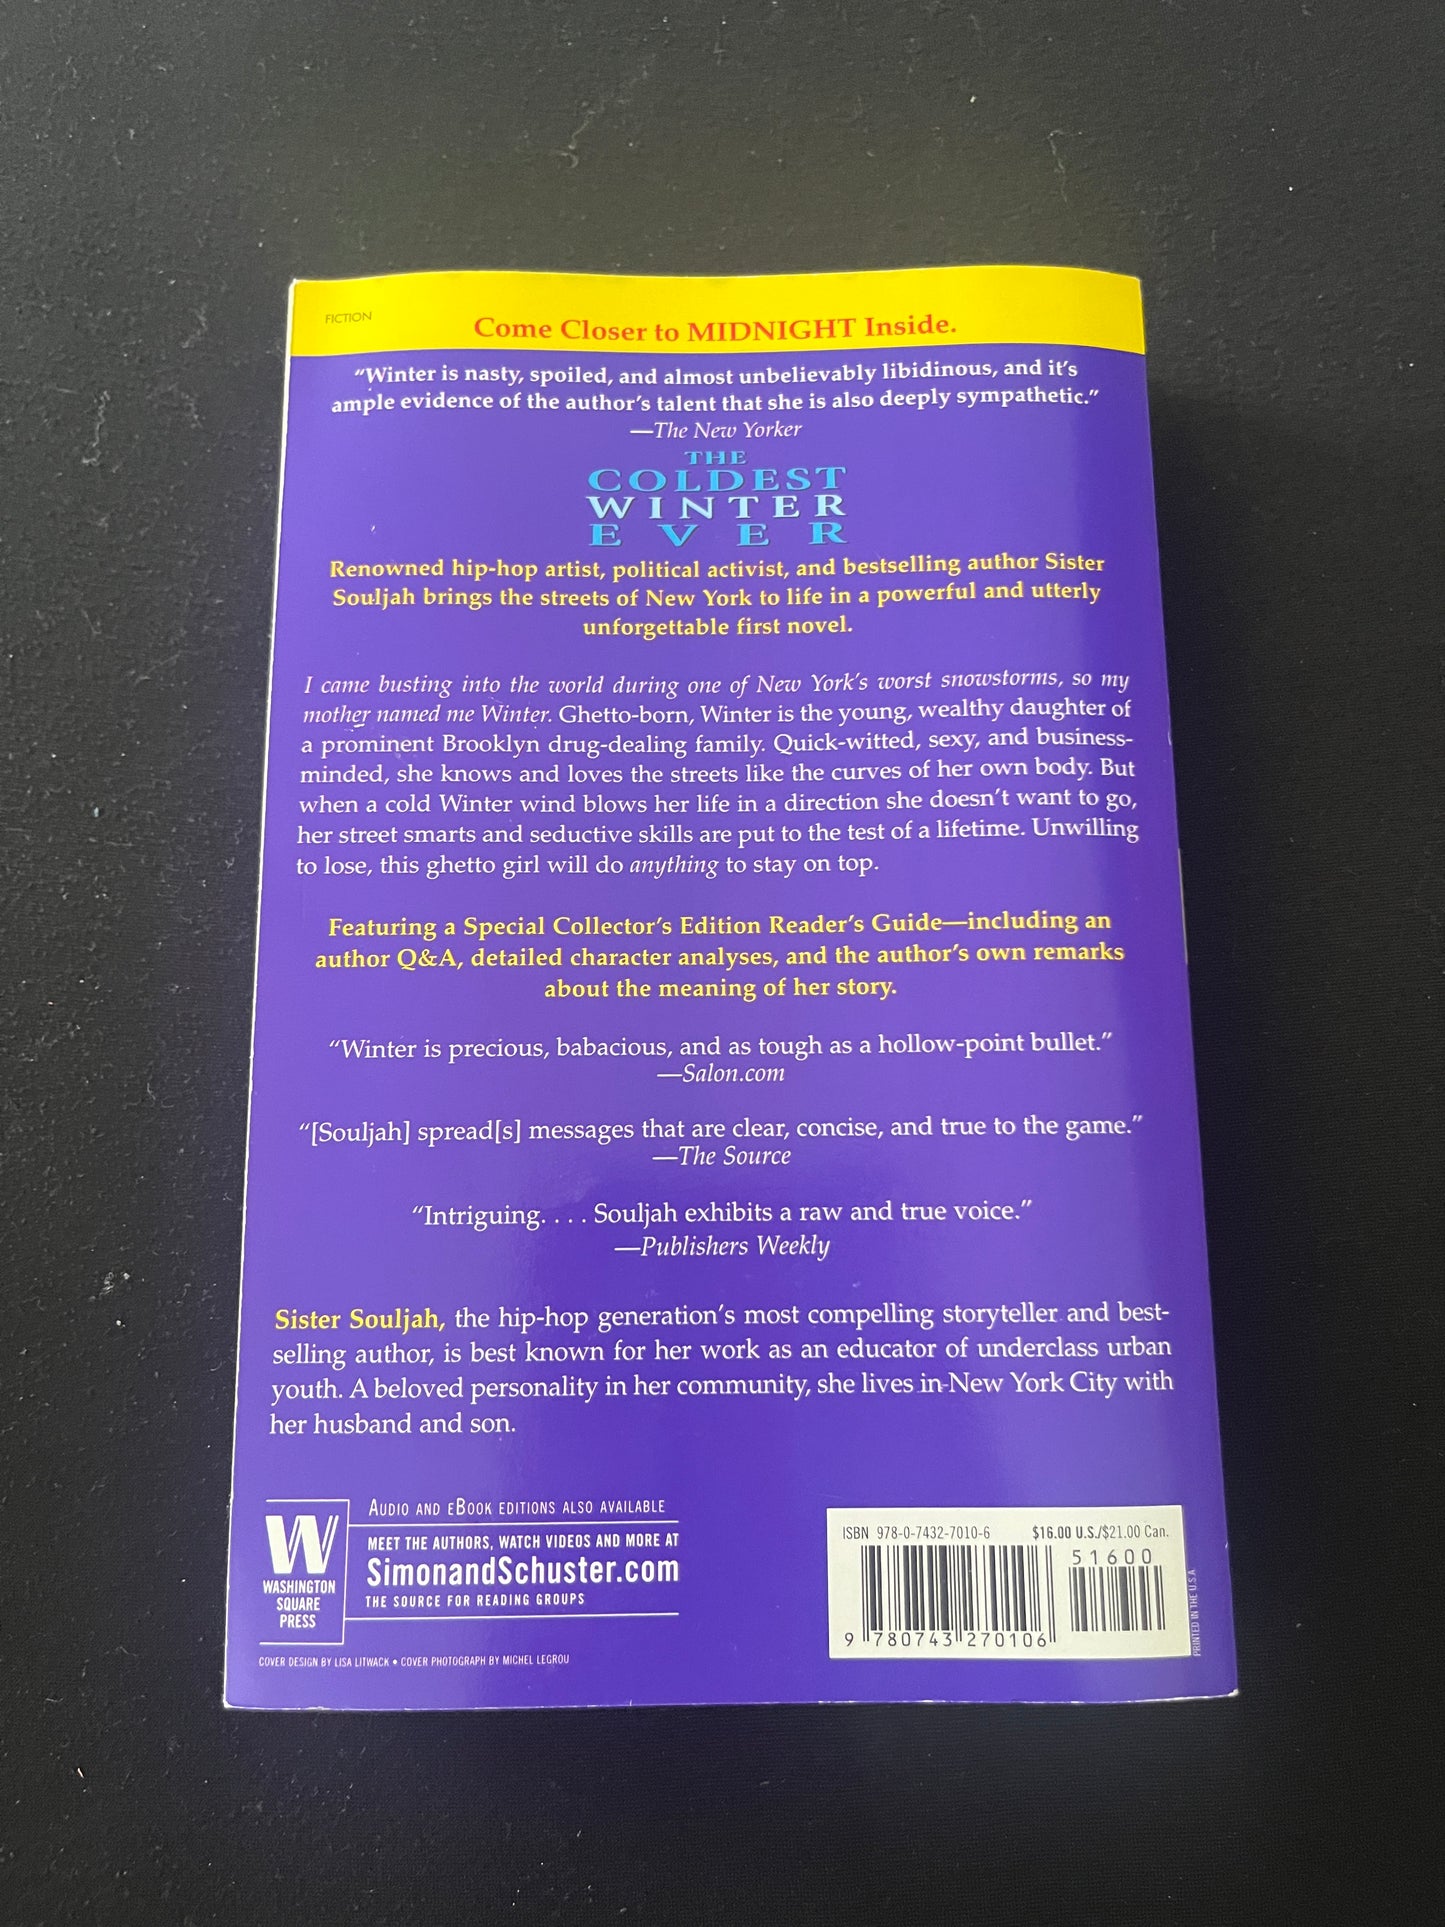 FICTION
Come Closer to MIDNIGHT Inside.
“Winter is nasty, spoiled, and almost unbelievably libidinous, and it’s
ample evidence of the author’s talent that she is also deeply sympathetic.”
—The New Yorker
THE
COLDEST
WINTER
EVER
Renowned hip-hop artist, political activist, and bestselling author Sister
Souljah brings the streets of New York to life in a powerful and utterly
unforgettable first novel.
I came busting into the world during one of New York’s worst snowstorms, so my
mother named me Winter. Ghetto-born, Winter is the young, wealthy daughter of
a prominent Brooklyn drug-dealing family. Quick-witted, sexy, and business-
minded, she knows and loves the streets like the curves of her own body. But
when a cold Winter wind blows her life in a direction she doesn’t want to go,
her street smarts and seductive skills are put to the test of a lifetime. Unwilling
to lose, this ghetto girl will do anything to stay on top.
Featuring a Special Collector’s Edition Reader’s Guide—including an
author Q&A, detailed character analyses, and the author’s own remarks
about the meaning of her story.
“Winter is precious, babacious, and as tough as a hollow-point bullet.”
—Salon.com
“[Souljah] spread[s] messages that are clear, concise, and true to the game.”
—The Source
“Intriguing. . . . Souljah exhibits a raw and true voice.”
—Publishers Weekly
Sister Souljah, the hip-hop generation’s most compelling storyteller and best-
selling author, is best known for her work as an educator of underclass urban
youth. A beloved personality in her community, she lives in New York City with
her husband and son.
W
WASHINGTON
SQUARE
PRESS
AUDIO AND EBOOK EDITIONS ALSO AVAILABLE
MEET THE AUTHORS, WATCH VIDEOS AND MORE AT
SimonandSchuster.com
THE SOURCE FOR READING GROUPS
COVER DESIGN BY LISA LITWACK • COVER PHOTOGRAPH BY MICHEL LEGROU
ISBN 978-0-7432-7010-6 $16.00 U.S./$21.00 Can.
51600
9 780743 270106
PRINTED IN THE U.S.A